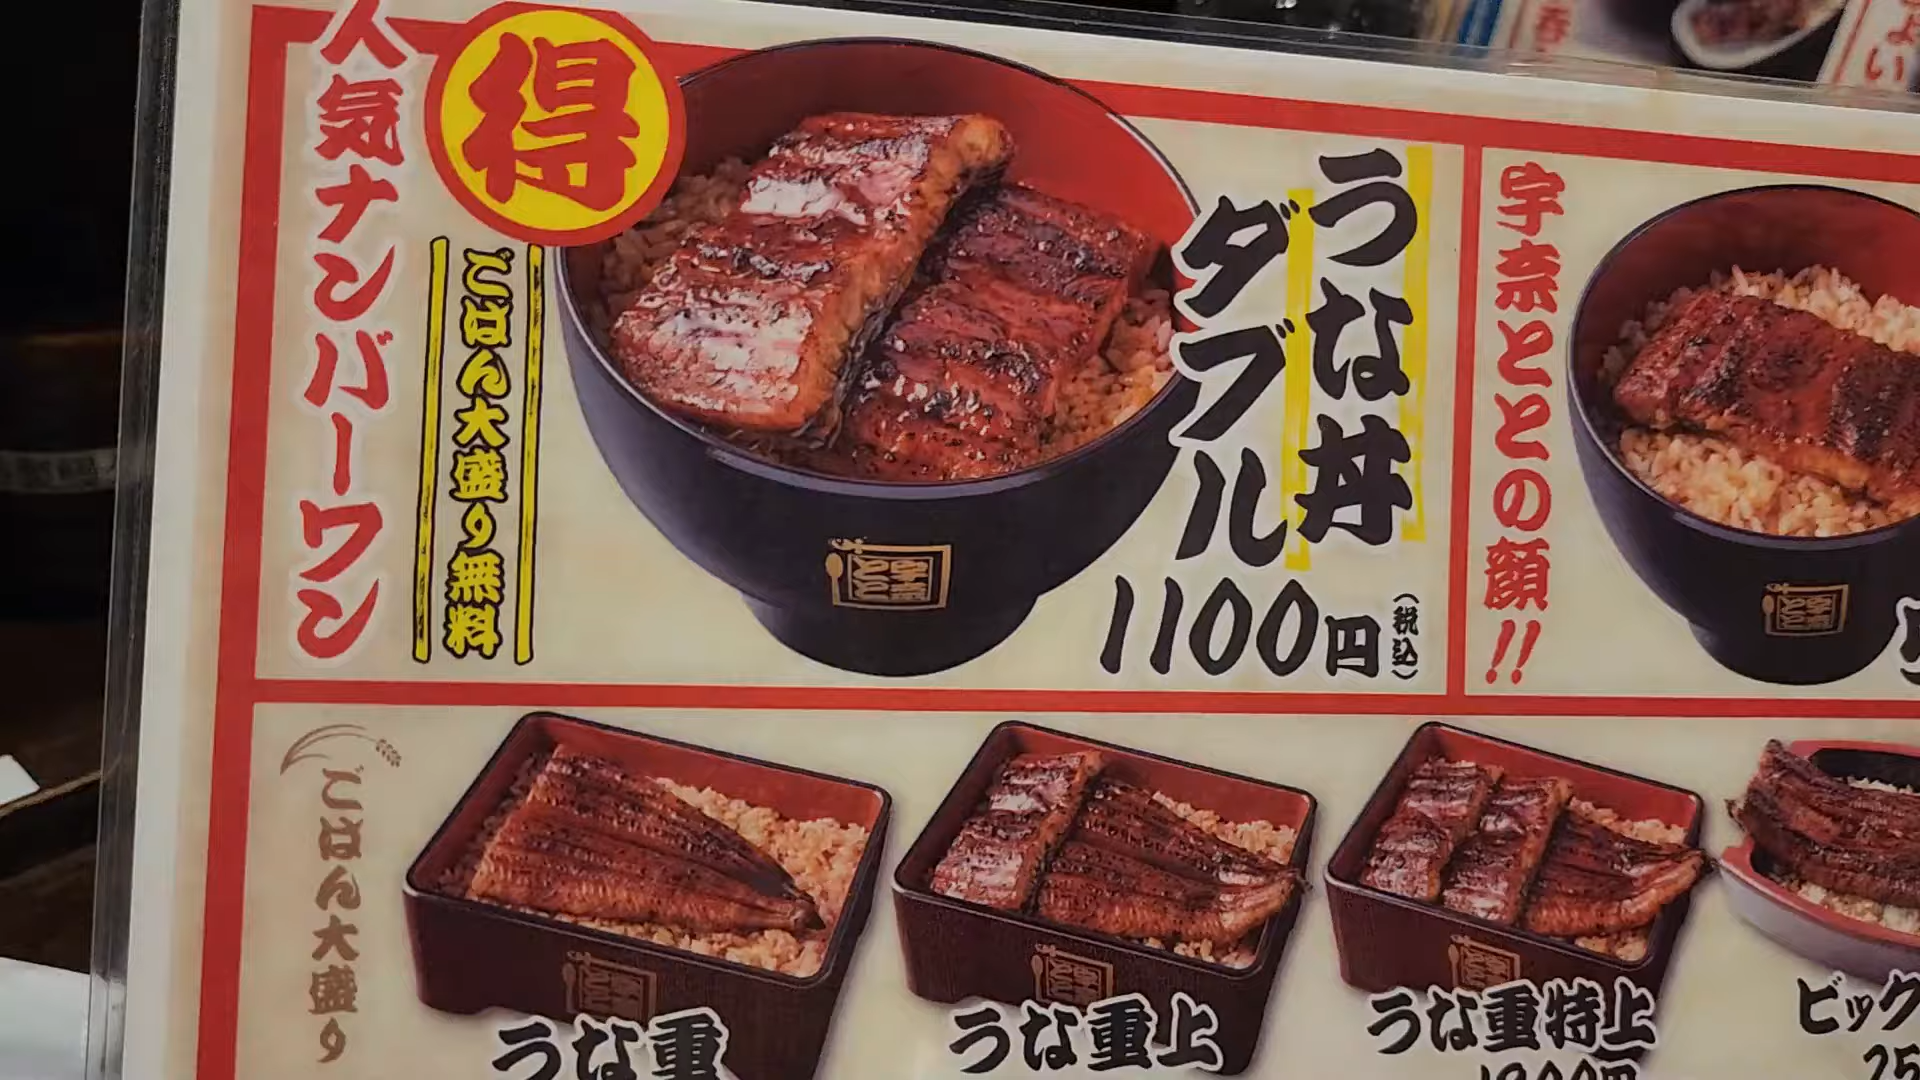 人気ナンバーワン
得
ごはん大盛り無料
うな丼
ダブル
1100円
(税込)
宇奈ととの顔!!
ごはん大盛り
うな重
うな重上
うな重特上
ビック